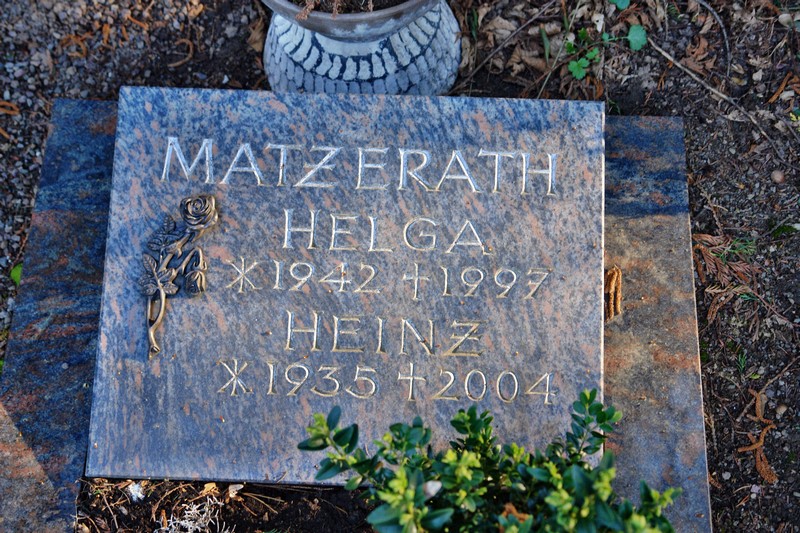 MATZERATH
HELGA
* 1942 † 1997
HEINZ
* 1935 † 2004